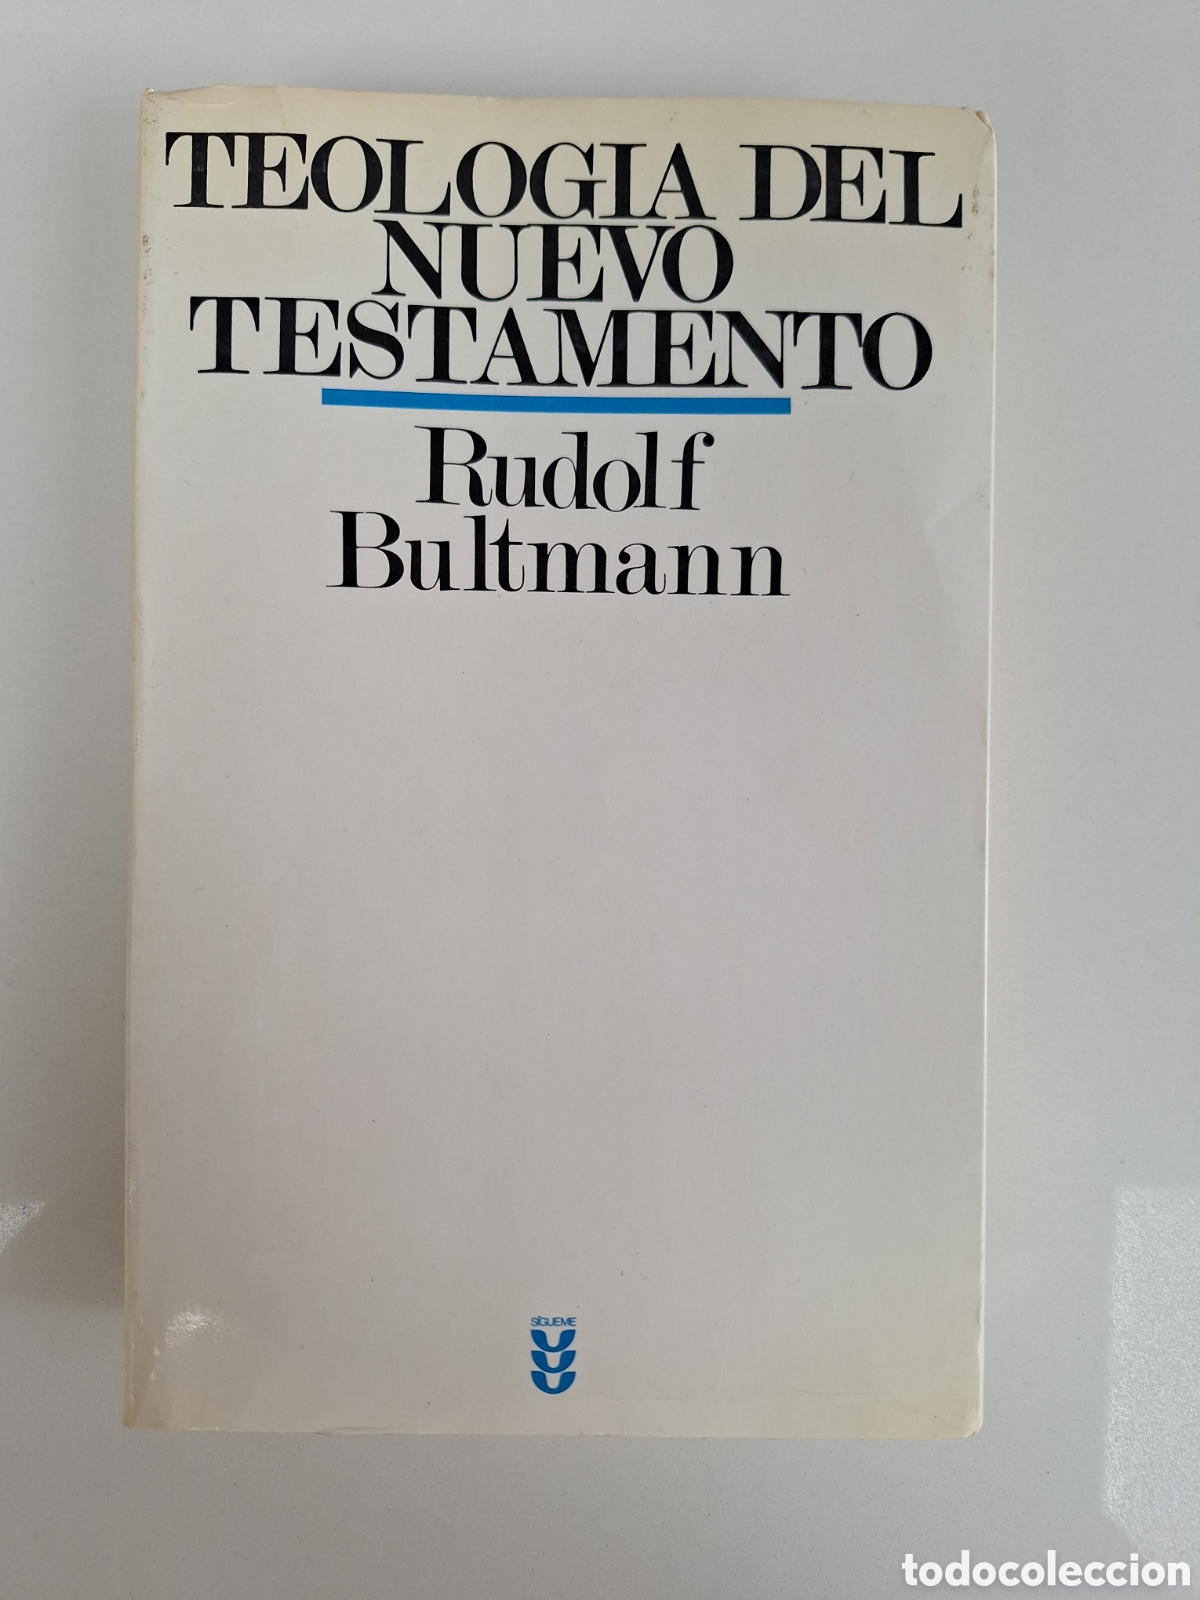 TEOLOGIA DEL
NUEVO
TESTAMENTO
Rudolf
Bultmann
SÍGUEME
todocoleccion